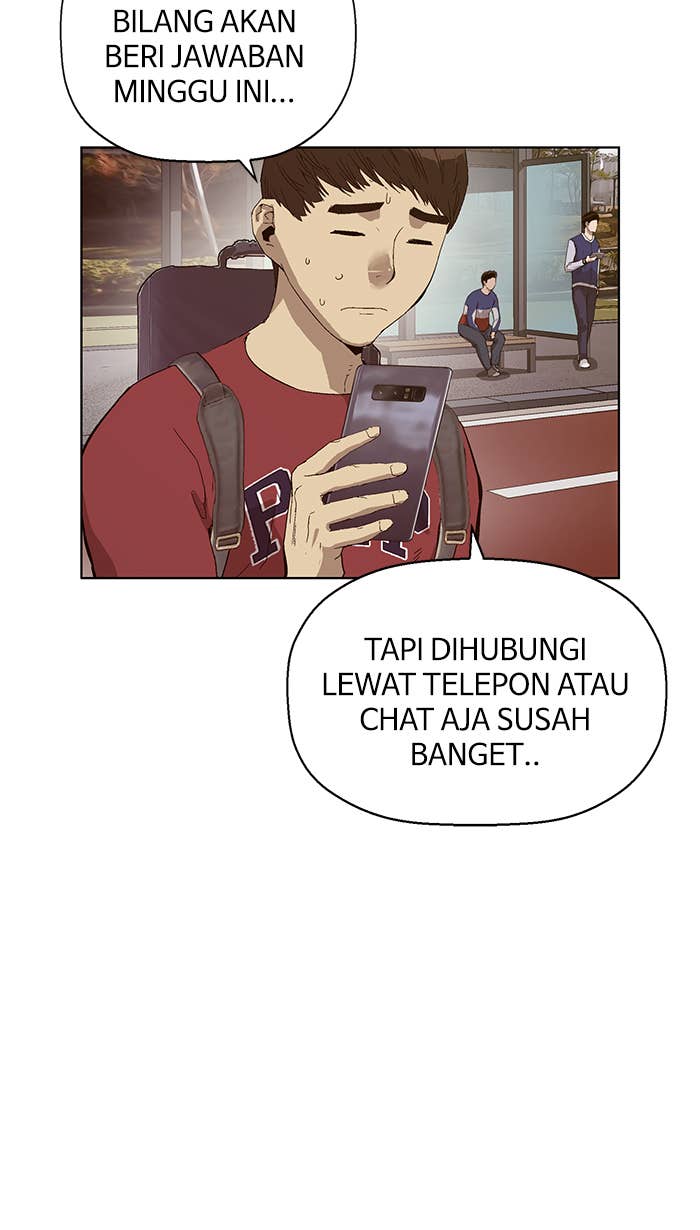 BILANG AKAN
BERI JAWABAN
MINGGU INI...
P P
TAPI DIHUBUNGI
LEWAT TELEPON ATAU
CHAT AJA SUSAH
BANGET..